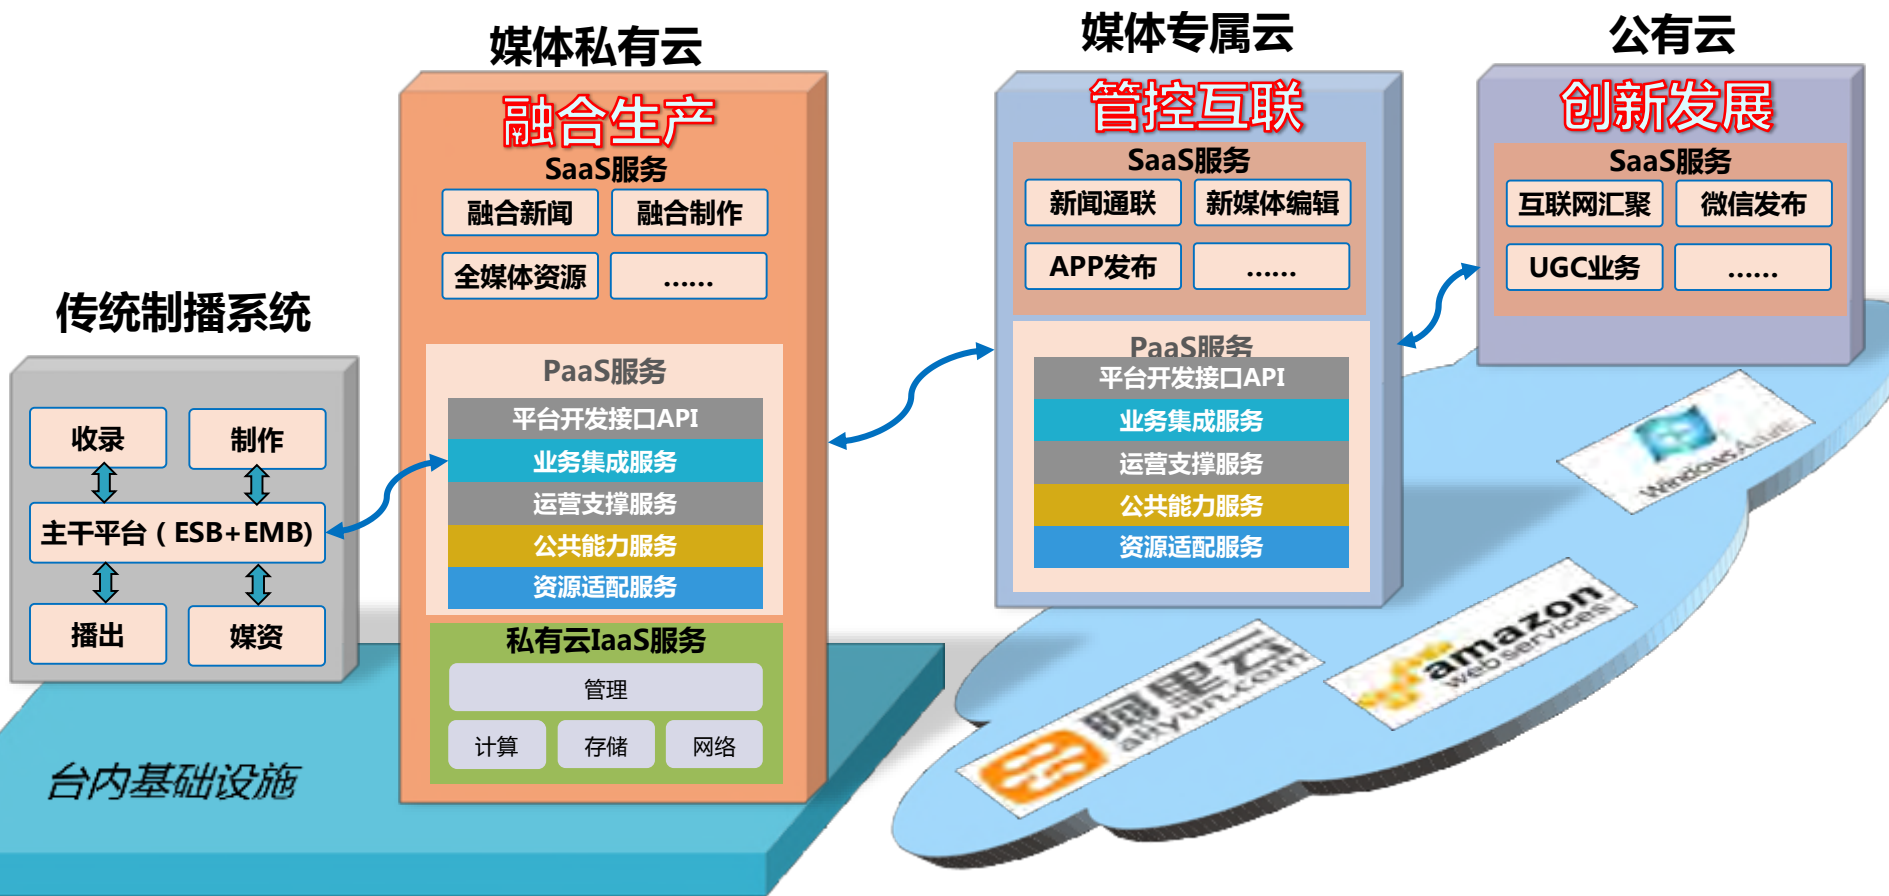 媒体私有云
媒体专属云
公有云
传统制播系统
收录
制作
主干平台（ESB+EMB)
播出
媒资
台内基础设施
融合生产
SaaS服务
融合新闻
融合制作
全媒体资源
......
PaaS服务
平台开发接口API
业务集成服务
运营支撑服务
公共能力服务
资源适配服务
私有云IaaS服务
管理
计算
存储
网络
管控互联
SaaS服务
新闻通联
新媒体编辑
APP发布
......
PaaS服务
平台开发接口API
业务集成服务
运营支撑服务
公共能力服务
资源适配服务
创新发展
SaaS服务
互联网汇聚
微信发布
UGC业务
......
Windows Azure
amazon
web services
阿里云
aliyun.com